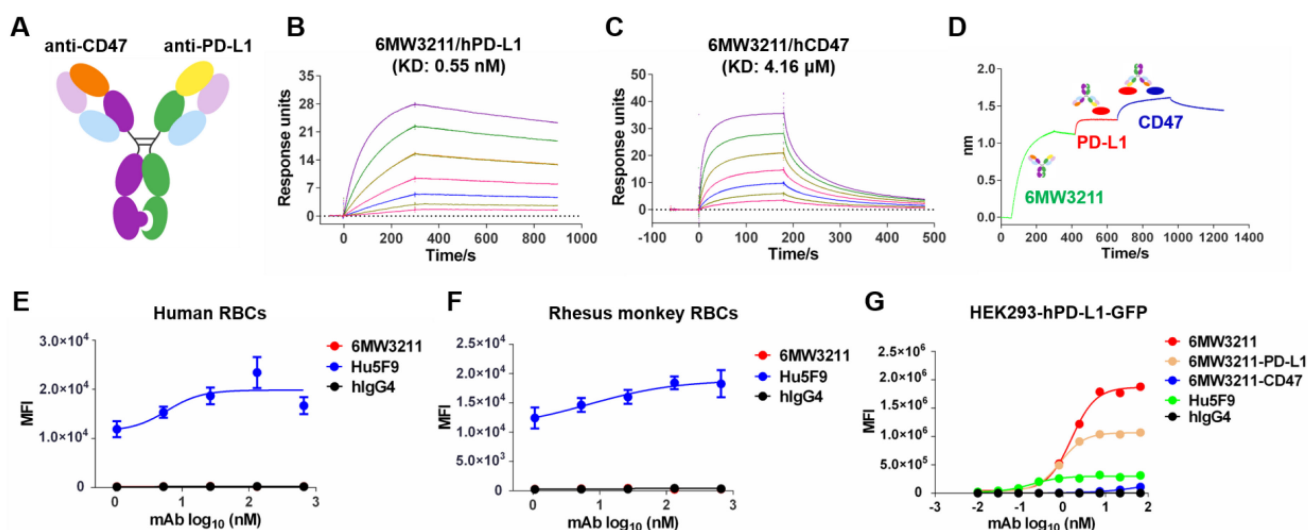 A
anti-CD47
anti-PD-L1
B
6MW3211/hPD-L1
(KD: 0.55 nM)
Response units
35
28
21
14
7
0
0
200
400
600
800
1000
Time/s
C
6MW3211/hCD47
(KD: 4.16 μM)
Response units
50
40
30
20
10
0
-100
0
100
200
300
400
500
Time/s
D
nm
2.0
1.5
1.0
0.5
0.0
6MW3211
PD-L1
CD47
0
200
400
600
800
1000
1200
1400
Time/s
E
Human RBCs
MFI
3.0×10⁴
2.0×10⁴
1.0×10⁴
0
0
1
2
3
mAb log₁₀ (nM)
6MW3211
Hu5F9
hIgG4
F
Rhesus monkey RBCs
MFI
2.5×10⁴
2.0×10⁴
1.5×10⁴
1.0×10⁴
5.0×10³
0
0
1
2
3
mAb log₁₀ (nM)
6MW3211
Hu5F9
hIgG4
G
HEK293-hPD-L1-GFP
MFI
2.5×10⁶
2.0×10⁶
1.5×10⁶
1.0×10⁶
5.0×10⁵
0
-3
-2
-1
0
1
2
mAb log₁₀ (nM)
6MW3211
6MW3211-PD-L1
6MW3211-CD47
Hu5F9
hIgG4